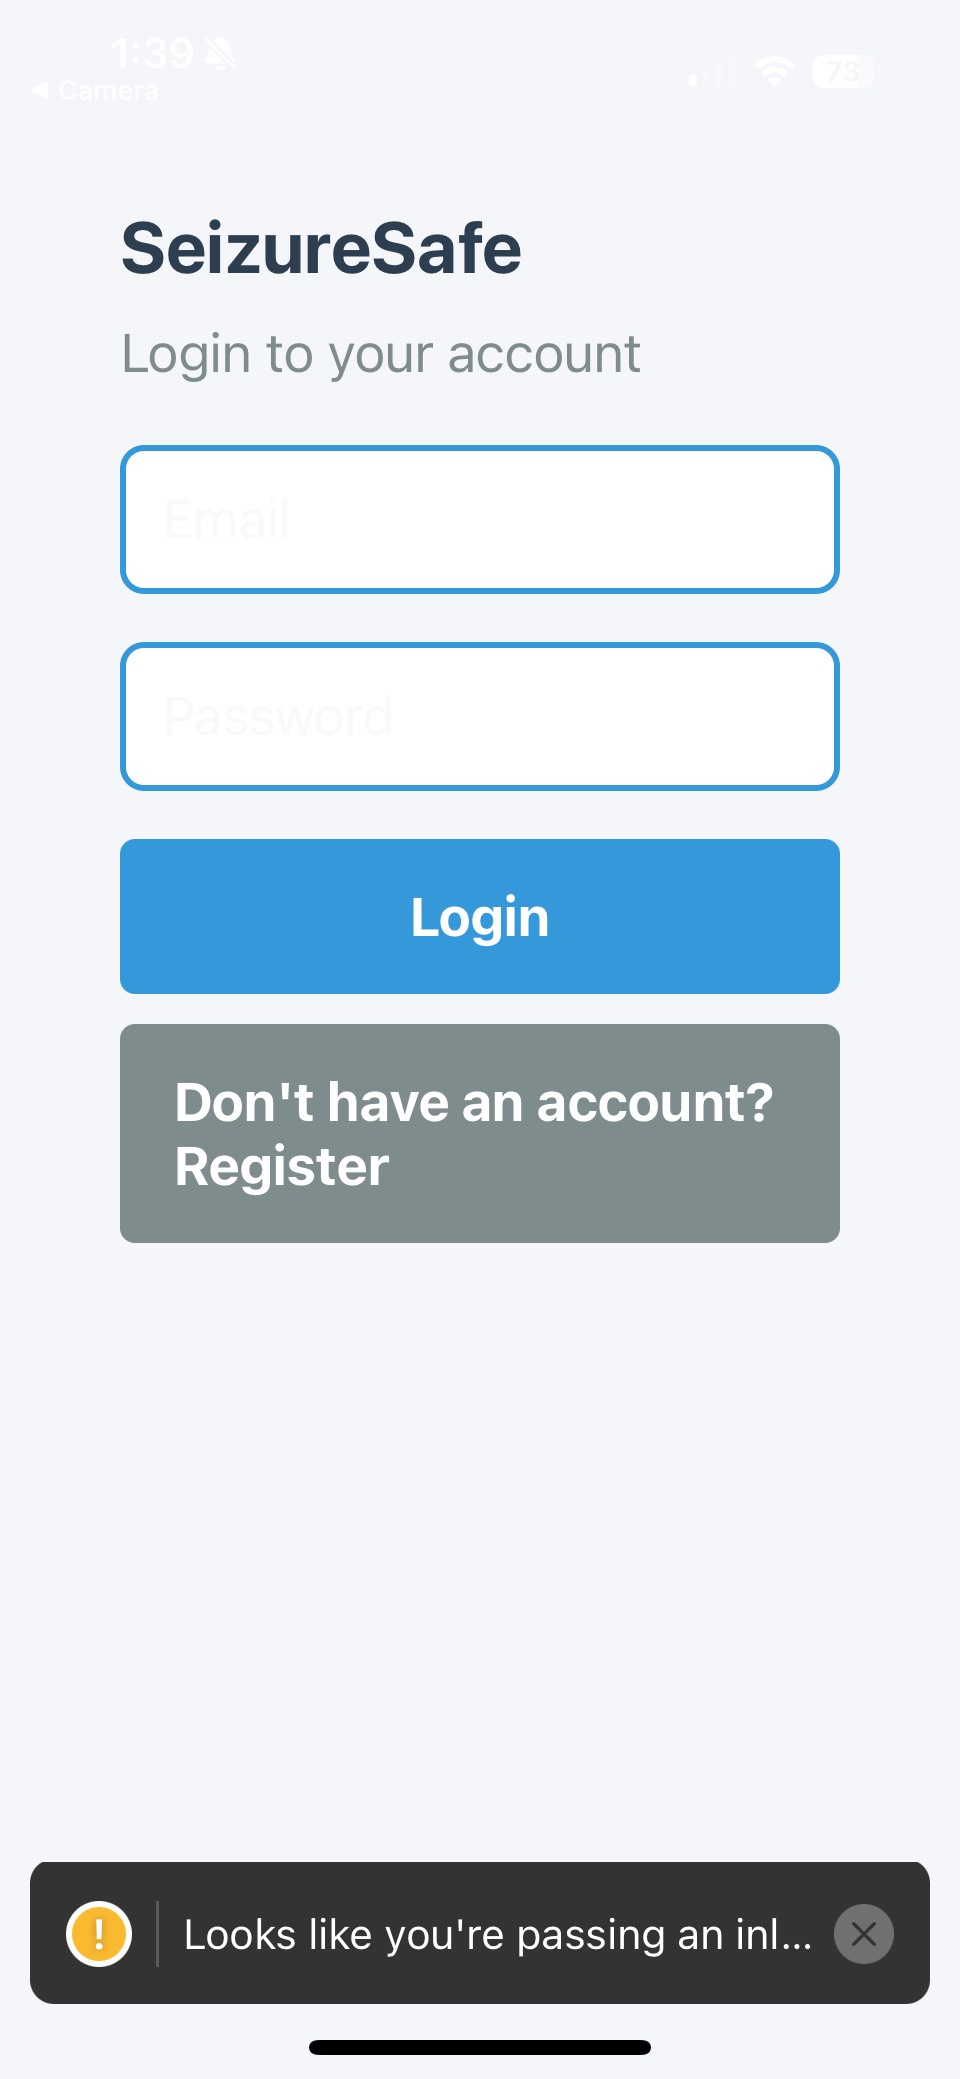 1:39
Camera
73
SeizureSafe
Login to your account
Email
Password
Login
Don't have an account?
Register
! Looks like you're passing an inl...